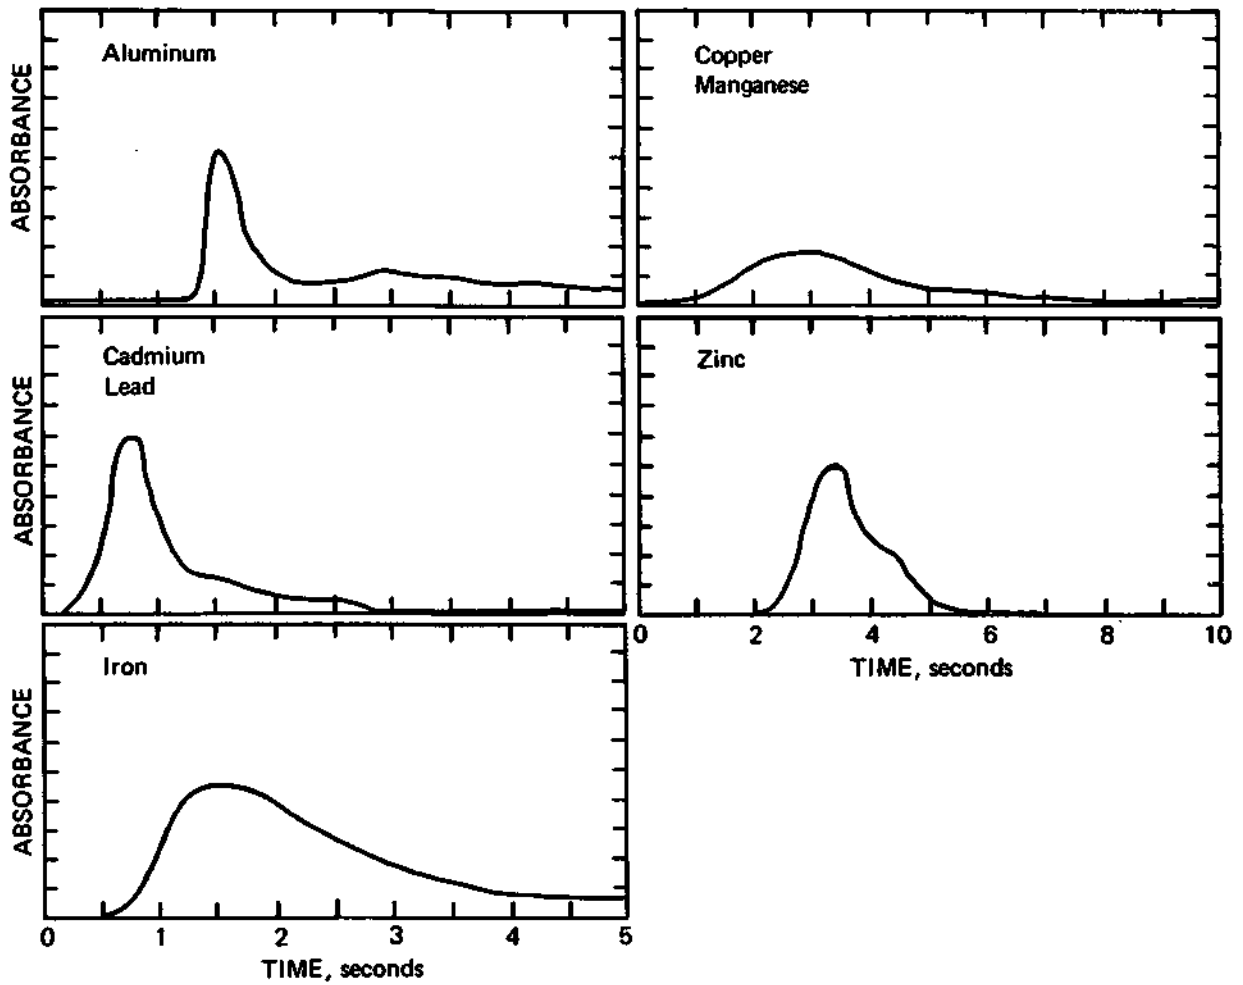 ABSORBANCE
Aluminum
Copper
Manganese
ABSORBANCE
Cadmium
Lead
Zinc
0 2 4 6 8 10
TIME, seconds
ABSORBANCE
Iron
0 1 2 3 4 5
TIME, seconds